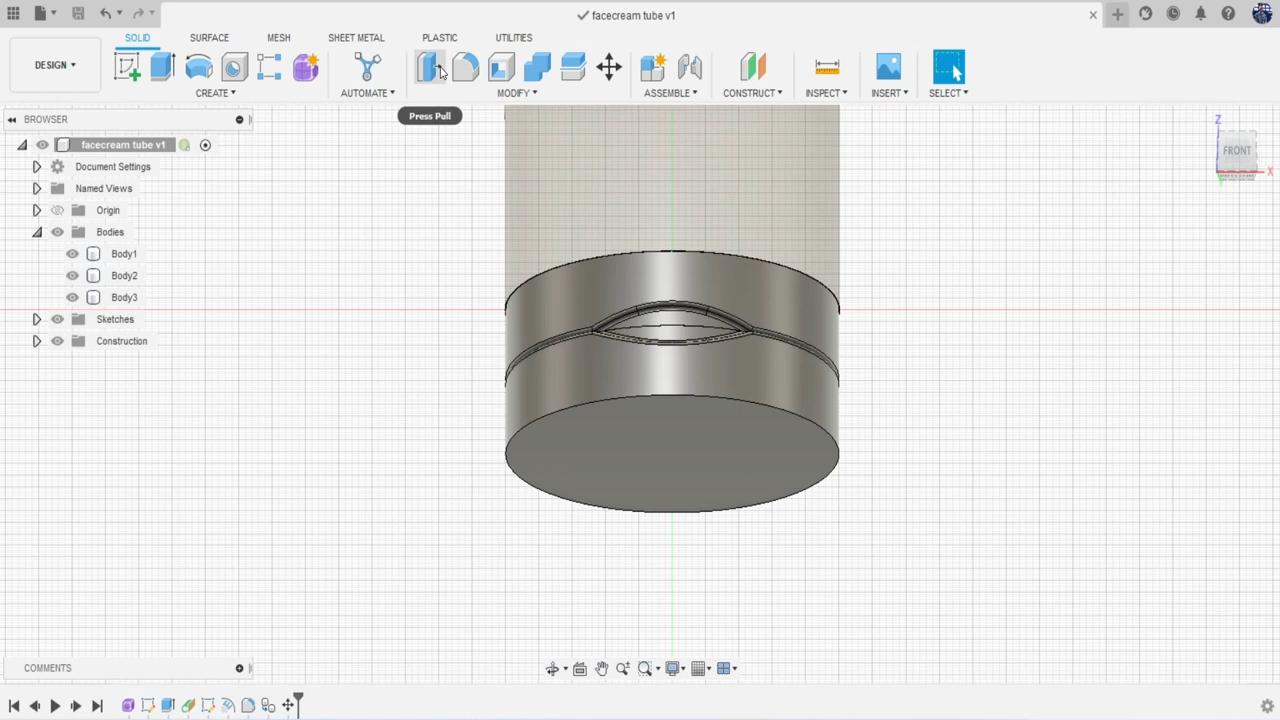 facecream tube v1
SOLID SURFACE MESH SHEET METAL PLASTIC UTILITIES
DESIGN
CREATE AUTOMATE MODIFY ASSEMBLE CONSTRUCT INSPECT INSERT SELECT
Press Pull
BROWSER
facecream tube v1
Document Settings
Named Views
Origin
Bodies
Body1
Body2
Body3
Sketches
Construction
Z
FRONT
X
Y
COMMENTS